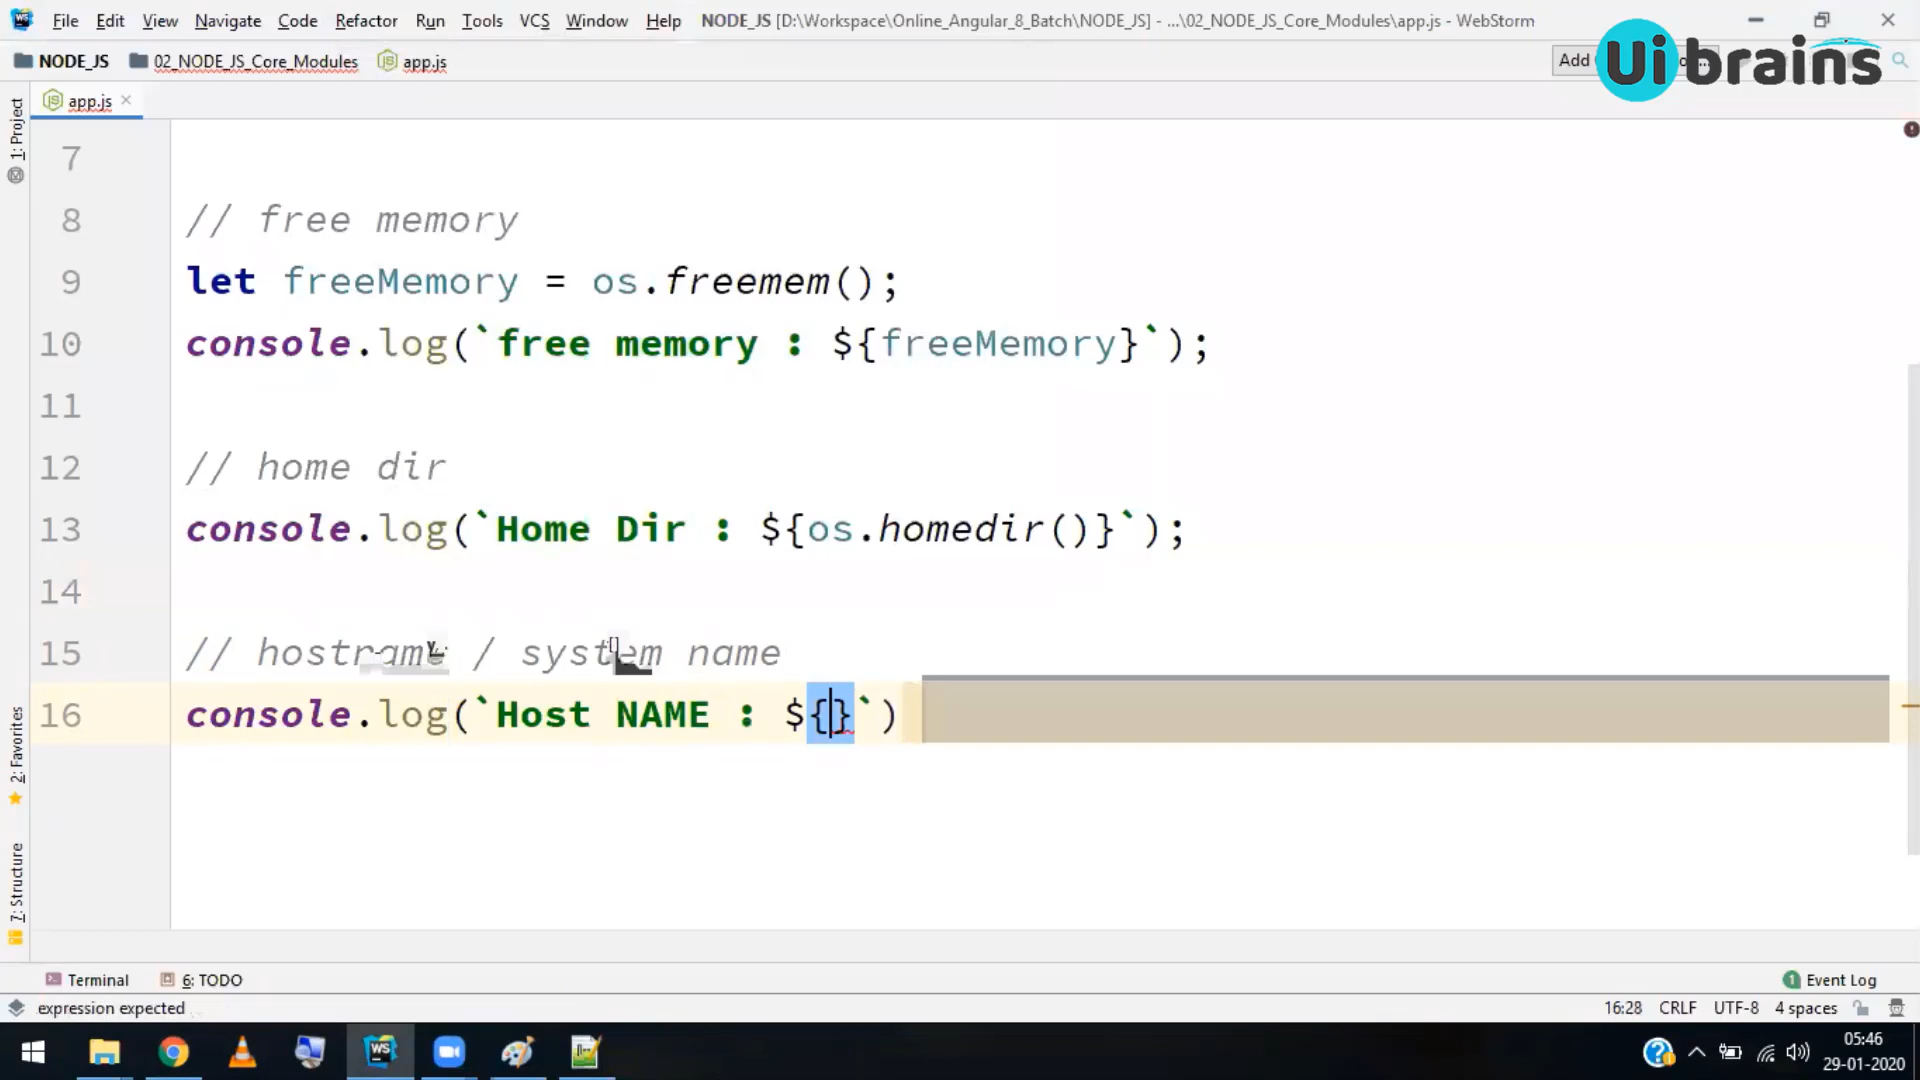 File Edit View Navigate Code Refactor Run Tools VCS Window Help NODE_JS [D:\Workspace\Online_Angular_8_Batch\NODE_JS] - ...\02_NODE_JS_Core_Modules\app.js - WebStorm
NODE_JS 02_NODE_JS_Core_Modules app.js Add
Ui brains
app.js
1: Project
7
8 // free memory
9 let freeMemory = os.freemem();
10 console.log(`free memory : ${freeMemory}`);
11
12 // home dir
13 console.log(`Home Dir : ${os.homedir()}`);
14
15 // hostname / system name
16 console.log(`Host NAME : ${}`)
2: Favorites
7: Structure
Terminal 6: TODO 1 Event Log
expression expected 16:28 CRLF UTF-8 4 spaces
WS
05:46
29-01-2020